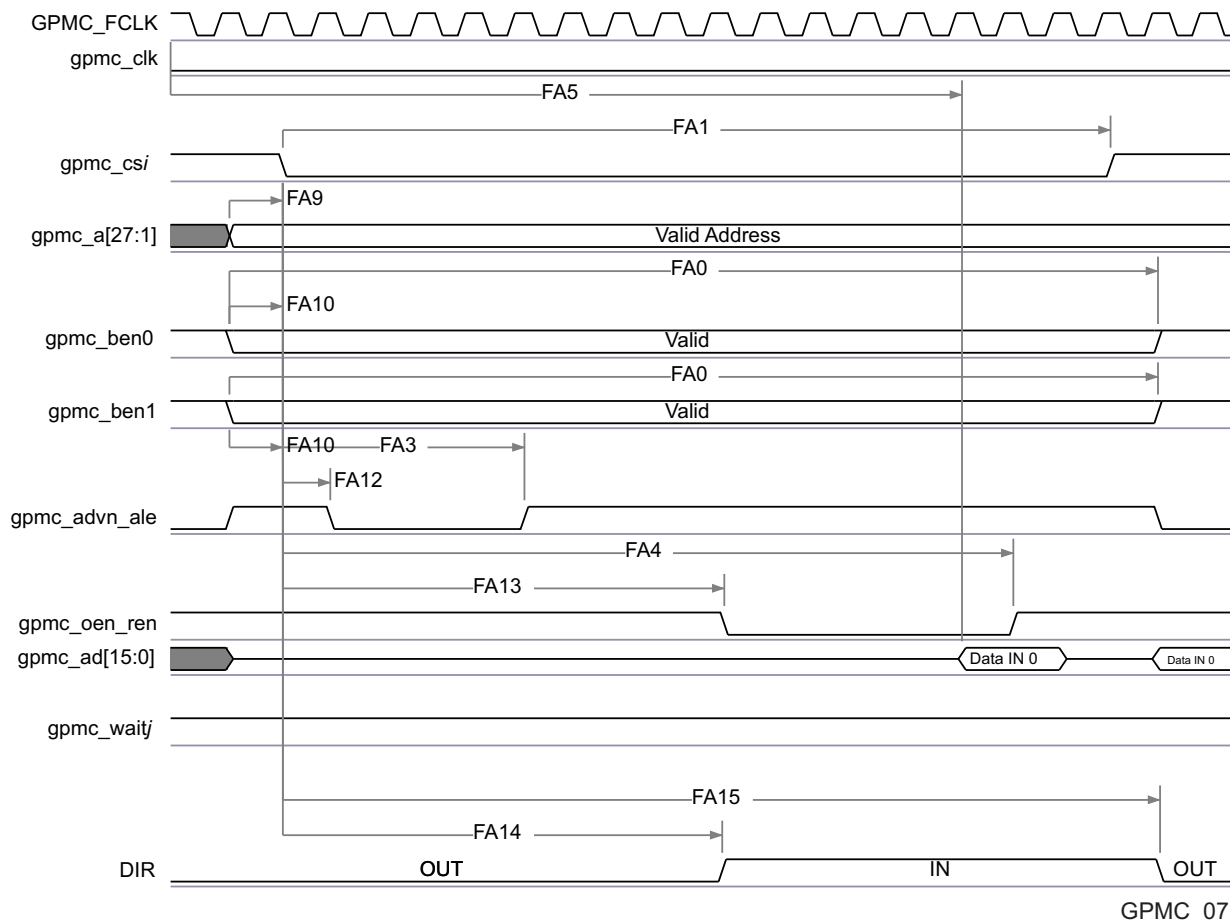 GPMC_FCLK
gpmc_clk
FA5
FA1
gpmc_csi
FA9
gpmc_a[27:1]
Valid Address
FA0
FA10
gpmc_ben0
Valid
FA0
gpmc_ben1
Valid
FA10
FA3
FA12
gpmc_advn_ale
FA4
FA13
gpmc_oen_ren
gpmc_ad[15:0]
Data IN 0
Data IN 0
gpmc_waitj
FA15
FA14
DIR
OUT
IN
OUT
GPMC_07